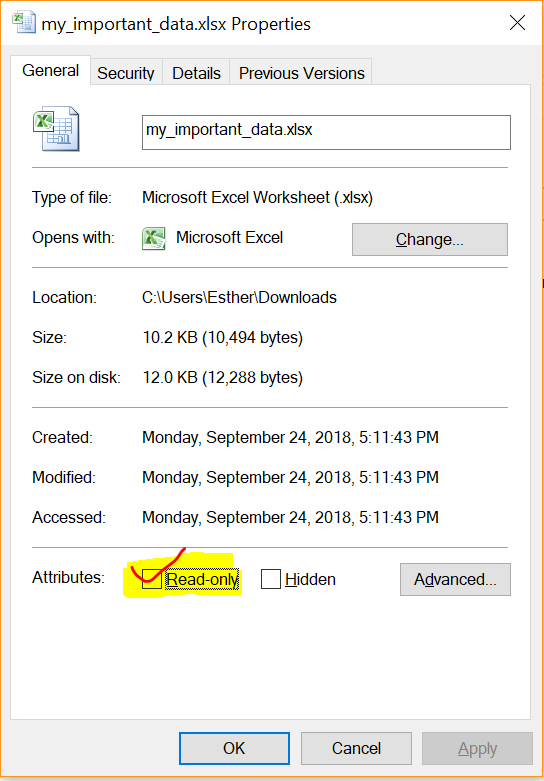 my_important_data.xlsx Properties
General Security Details Previous Versions
my_important_data.xlsx
Type of file: Microsoft Excel Worksheet (.xlsx)
Opens with: Microsoft Excel Change...
Location: C:\Users\Esther\Downloads
Size: 10.2 KB (10,494 bytes)
Size on disk: 12.0 KB (12,288 bytes)
Created: Monday, September 24, 2018, 5:11:43 PM
Modified: Monday, September 24, 2018, 5:11:43 PM
Accessed: Monday, September 24, 2018, 5:11:43 PM
Attributes: Read-only Hidden Advanced...
OK Cancel Apply